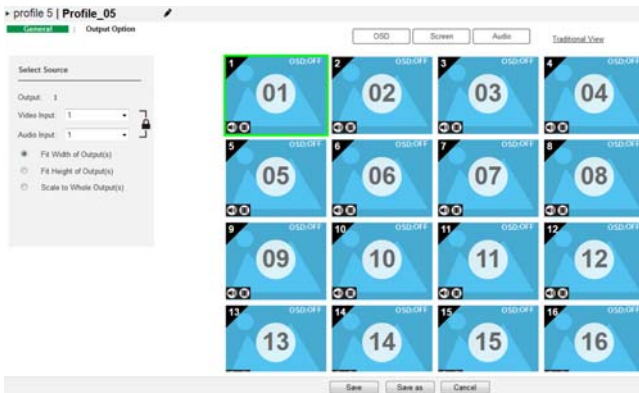 profile 5 | Profile_05
General | Output Option
OSD Screen Audio Traditional View
Select Source
Output: 1
Video Input: 1
Audio Input: 1
Fit Width of Output(s)
Fit Height of Output(s)
Scale to Whole Output(s)
1 OSD:OFF 2 OSD:OFF 3 OSD:OFF 4 OSD:OFF
01 02 03 04
5 OSD:OFF 6 OSD:OFF 7 OSD:OFF 8 OSD:OFF
05 06 07 08
9 OSD:OFF 10 OSD:OFF 11 OSD:OFF 12 OSD:OFF
09 10 11 12
13 OSD:OFF 14 OSD:OFF 15 OSD:OFF 16 OSD:OFF
13 14 15 16
Save Save as Cancel